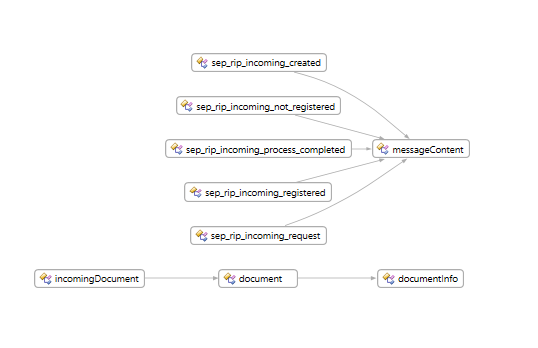 sep_rip_incoming_created
sep_rip_incoming_not_registered
sep_rip_incoming_process_completed
messageContent
sep_rip_incoming_registered
sep_rip_incoming_request
incomingDocument
document
documentInfo